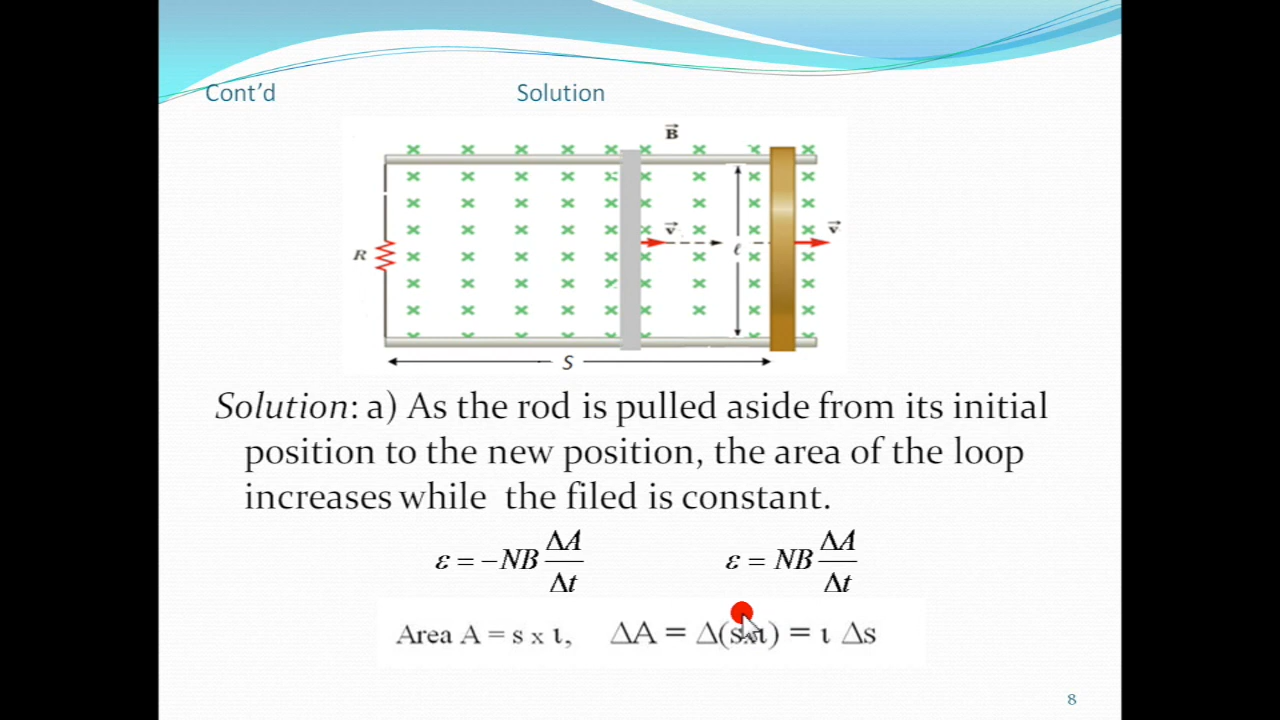 Cont’d Solution
B
v
v
R
ℓ
S
Solution: a) As the rod is pulled aside from its initial
position to the new position, the area of the loop
increases while the filed is constant.
ε = −NB ΔA/Δt ε = NB ΔA/Δt
Area A = s x ι, ΔA = Δ(sxι) = ι Δs
8